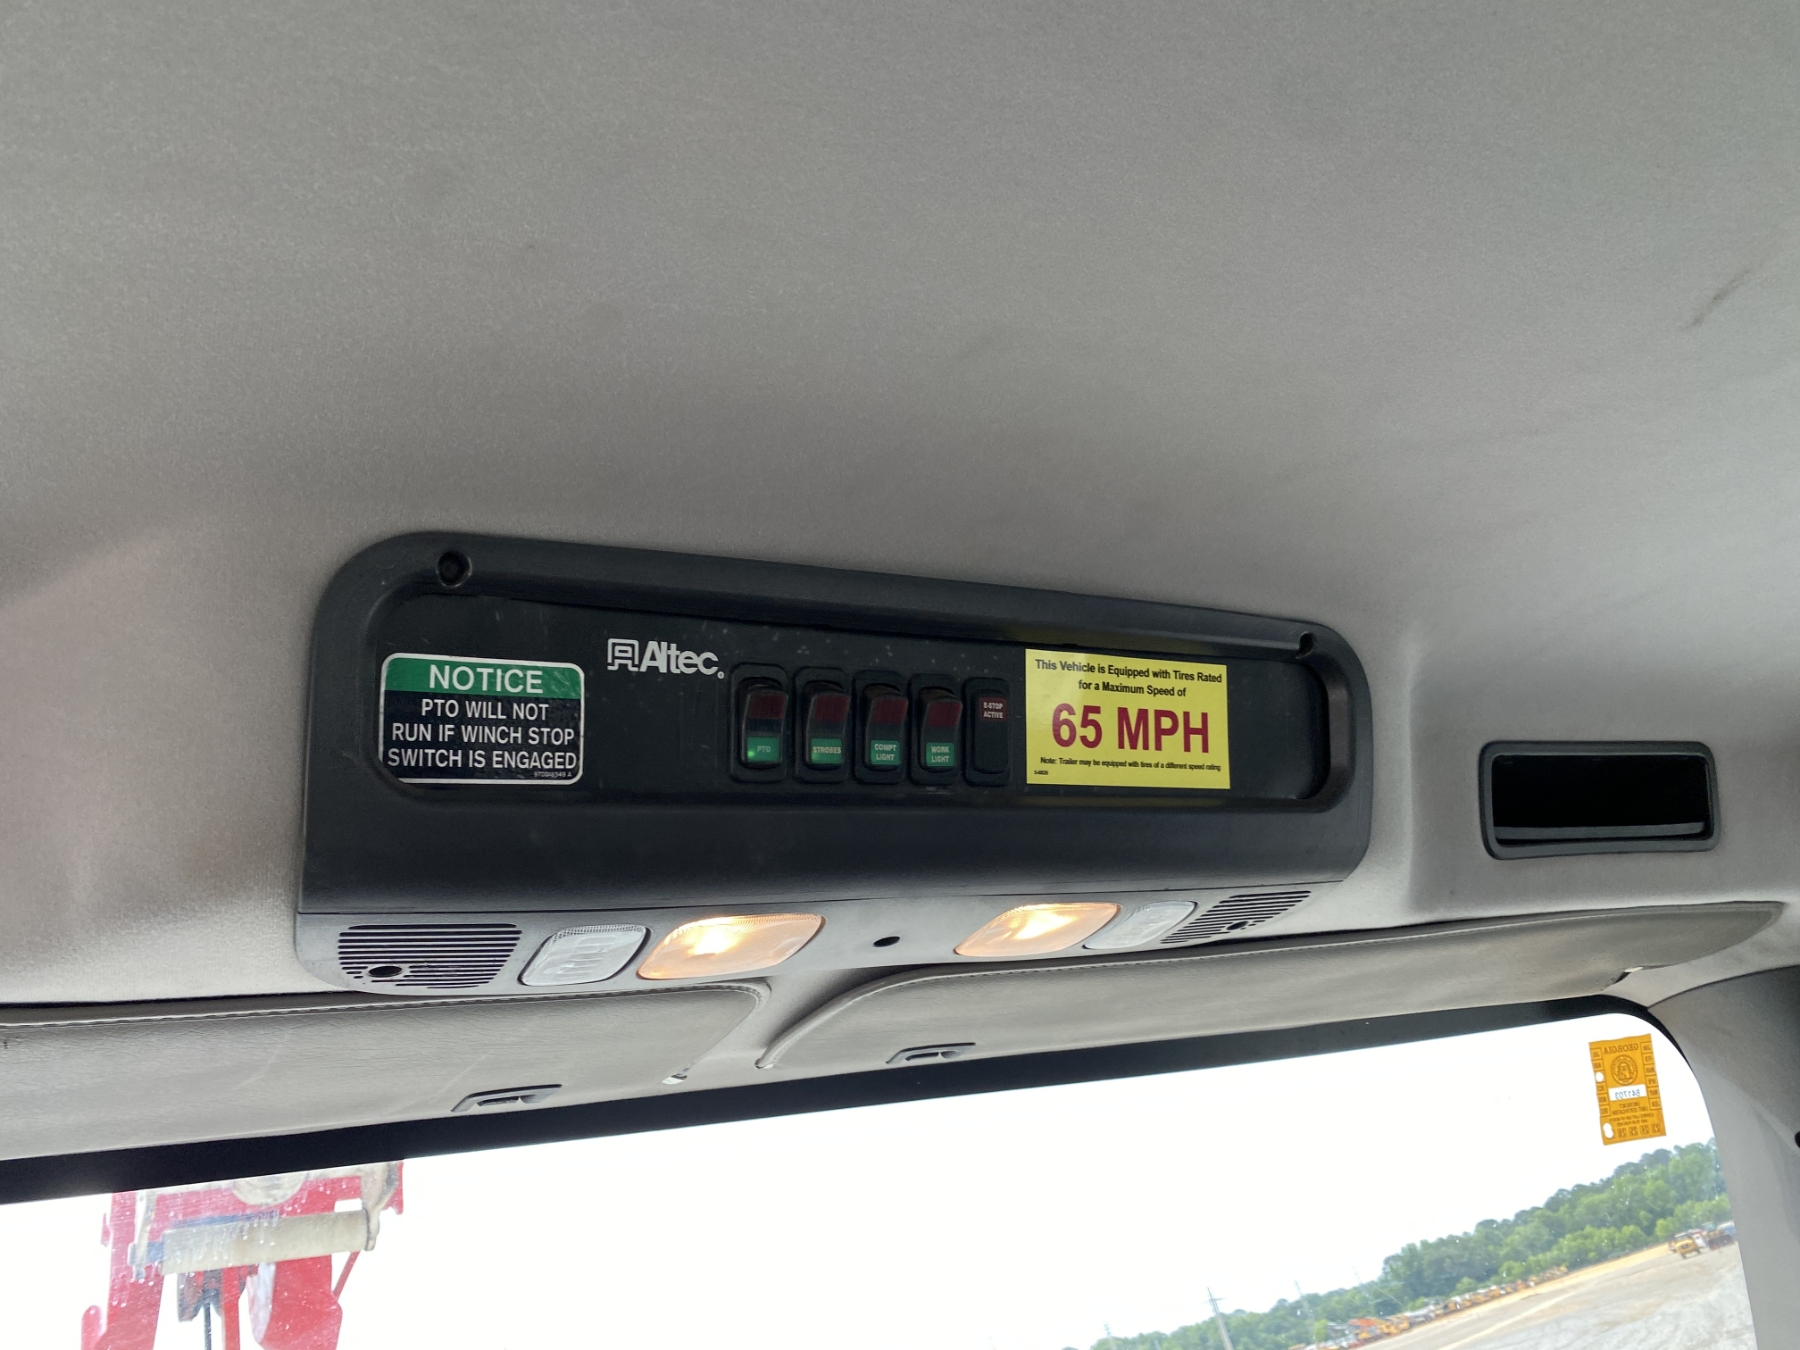 NOTICE
PTO WILL NOT
RUN IF WINCH STOP
SWITCH IS ENGAGED
Altec
PTO
STROBES
COMPT
LIGHT
WORK
LIGHT
E-STOP
ACTIVE
This Vehicle is Equipped with Tires Rated
for a Maximum Speed of
65 MPH
Note: Trailer may be equipped with tires of a different speed rating
GEORGIA